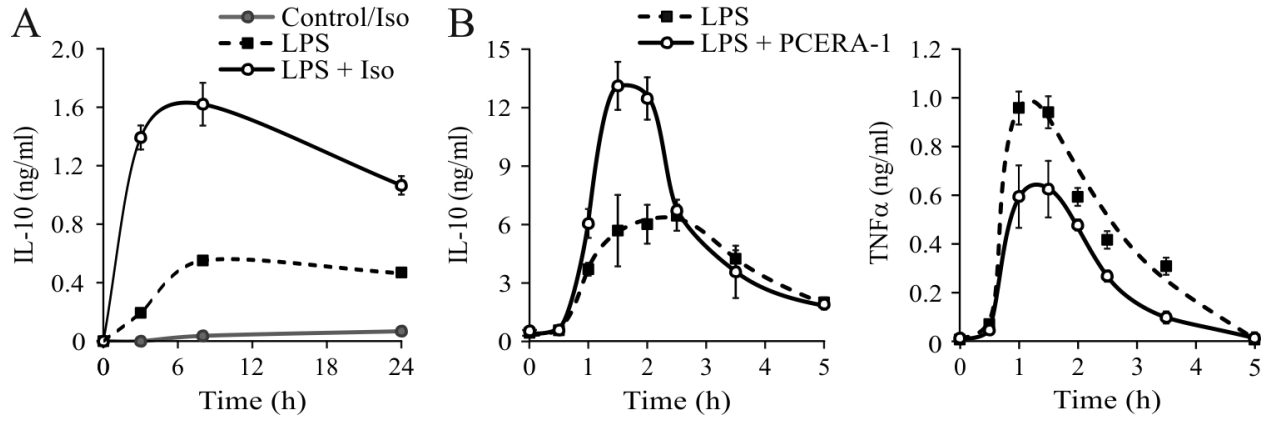 A
Control/Iso
LPS
LPS + Iso
2.0
1.6
1.2
0.8
0.4
0
IL-10 (ng/ml)
0 6 12 18 24
Time (h)
B
LPS
LPS + PCERA-1
15
12
9
6
3
0
IL-10 (ng/ml)
0 1 2 3 4 5
Time (h)
1.2
1.0
0.8
0.6
0.4
0.2
0
TNFα (ng/ml)
0 1 2 3 4 5
Time (h)